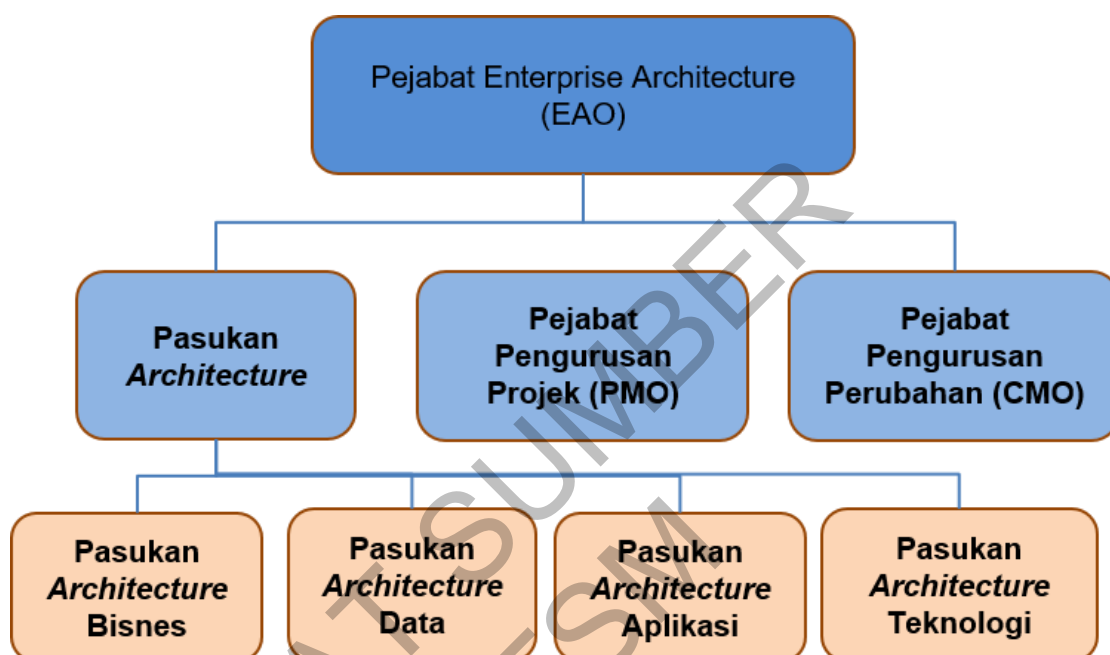 Pejabat Enterprise Architecture
(EAO)
Pasukan
Architecture
Pejabat
Pengurusan
Projek (PMO)
Pejabat
Pengurusan
Perubahan (CMO)
Pasukan
Architecture
Bisnes
Pasukan
Architecture
Data
Pasukan
Architecture
Aplikasi
Pasukan
Architecture
Teknologi
SUMBER